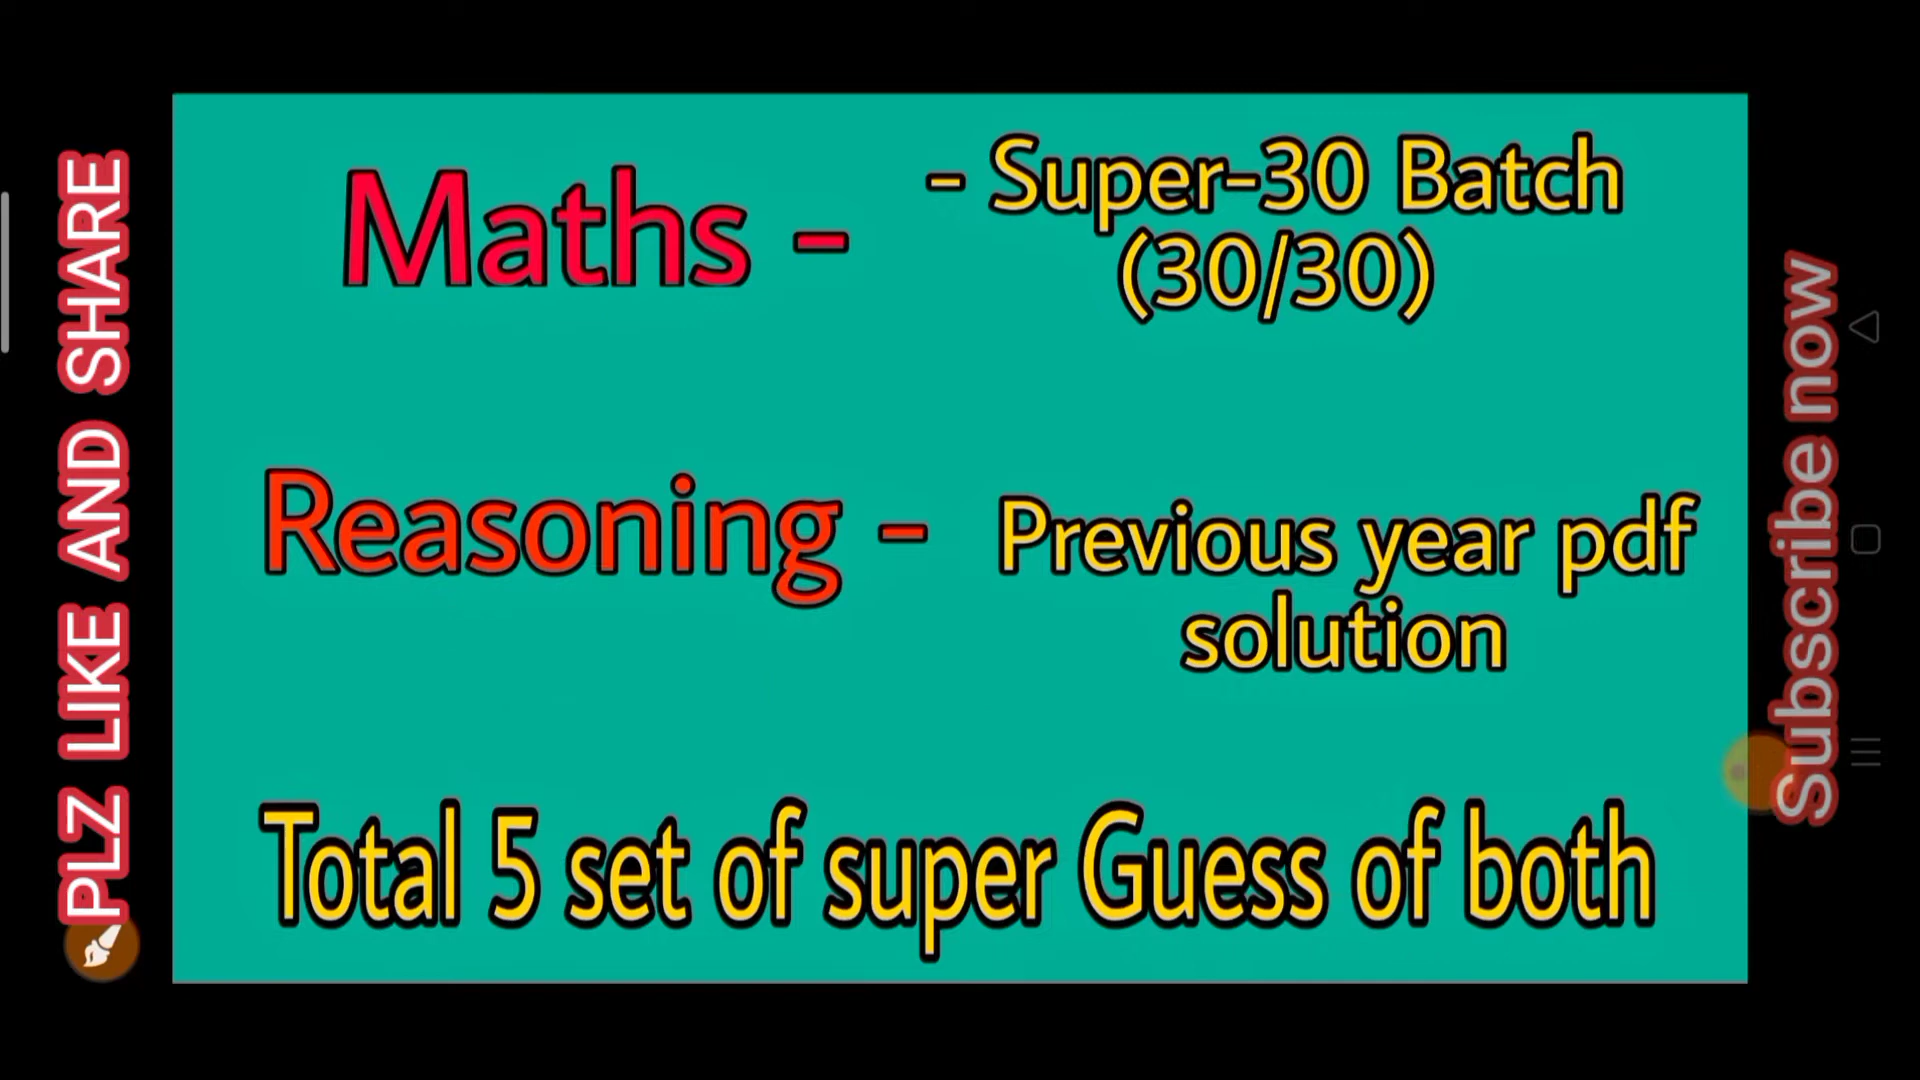 PLZ LIKE AND SHARE
Maths -
- Super-30 Batch
(30/30)
Reasoning -
Previous year pdf
solution
Total 5 set of super Guess of both
Subscribe now